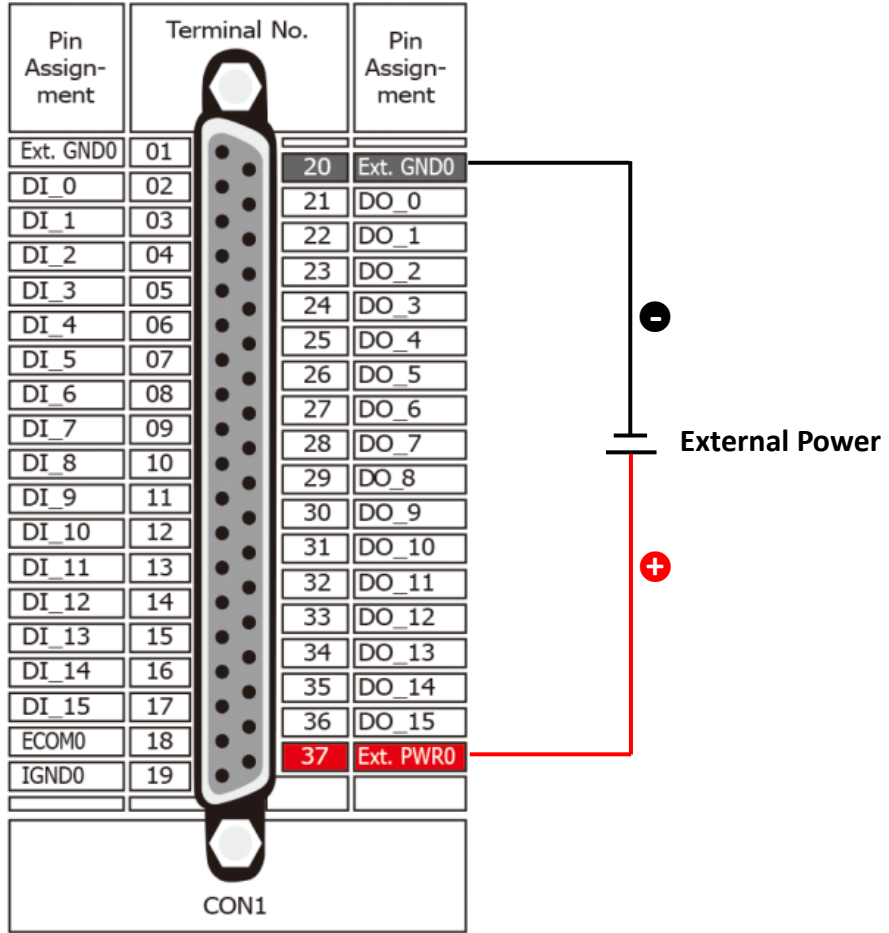 Pin
Assign-
ment
Terminal No.
Pin
Assign-
ment
Ext. GND0 01
20 Ext. GND0
DI_0 02
21 DO_0
DI_1 03
22 DO_1
DI_2 04
23 DO_2
DI_3 05
24 DO_3
DI_4 06
25 DO_4
DI_5 07
26 DO_5
DI_6 08
27 DO_6
DI_7 09
28 DO_7
DI_8 10
29 DO_8
DI_9 11
30 DO_9
DI_10 12
31 DO_10
DI_11 13
32 DO_11
DI_12 14
33 DO_12
DI_13 15
34 DO_13
DI_14 16
35 DO_14
DI_15 17
36 DO_15
ECOM0 18
37 Ext. PWR0
IGND0 19
-
External Power
+
CON1